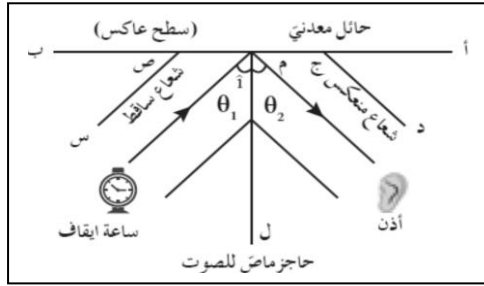 حائل معدنيّ (سطح عاكس)
أ ب
ج م ص
د شعاع منعكس شعاع ساقط س
θ₁ î θ₂
أذن ساعة ايقاف
ل
حاجز ماصّ للصوت